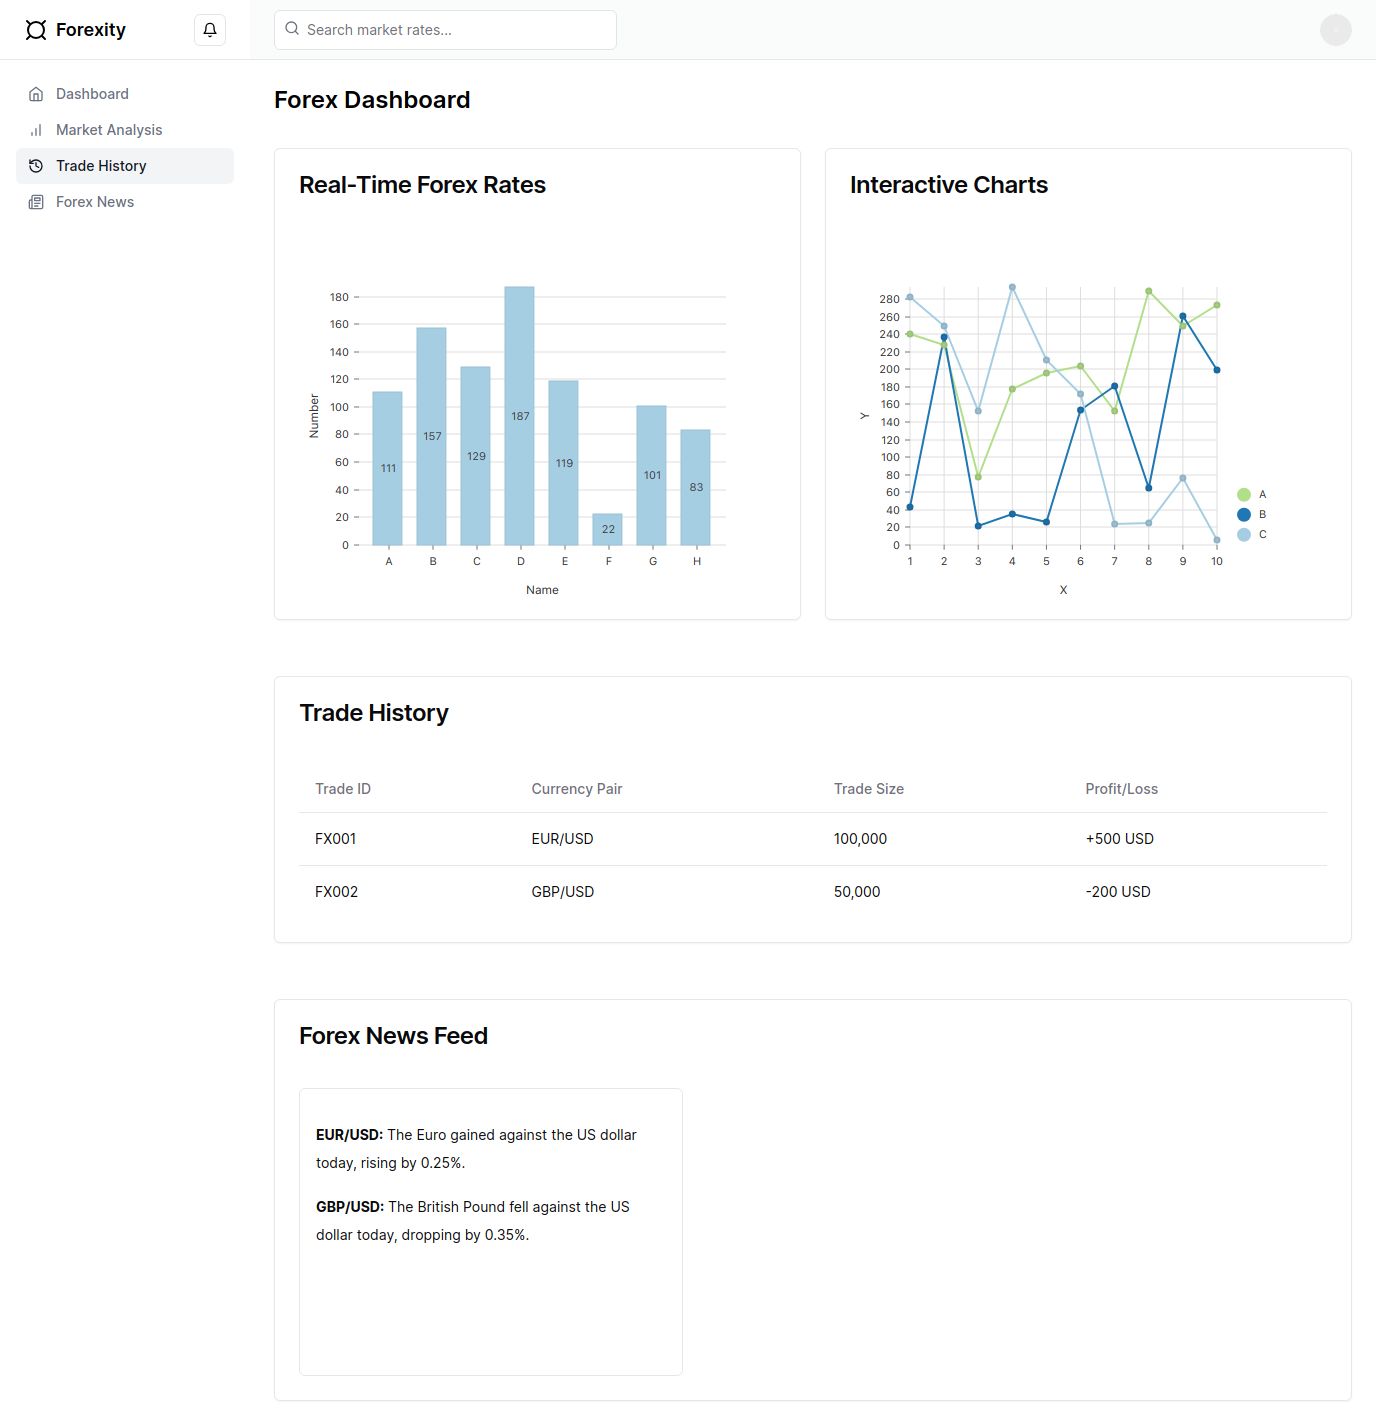 Forexity
Search market rates...
Dashboard
Market Analysis
Trade History
Forex News
Forex Dashboard
Real-Time Forex Rates
180
160
140
120
100
80
60
40
20
0
Number
111
157
129
187
119
22
101
83
A B C D E F G H
Name
Interactive Charts
280
260
240
220
200
180
160
140
120
100
80
60
40
20
0
Y
1 2 3 4 5 6 7 8 9 10
X
A
B
C
Trade History
Trade ID Currency Pair Trade Size Profit/Loss
FX001 EUR/USD 100,000 +500 USD
FX002 GBP/USD 50,000 -200 USD
Forex News Feed
EUR/USD: The Euro gained against the US dollar
today, rising by 0.25%.
GBP/USD: The British Pound fell against the US
dollar today, dropping by 0.35%.